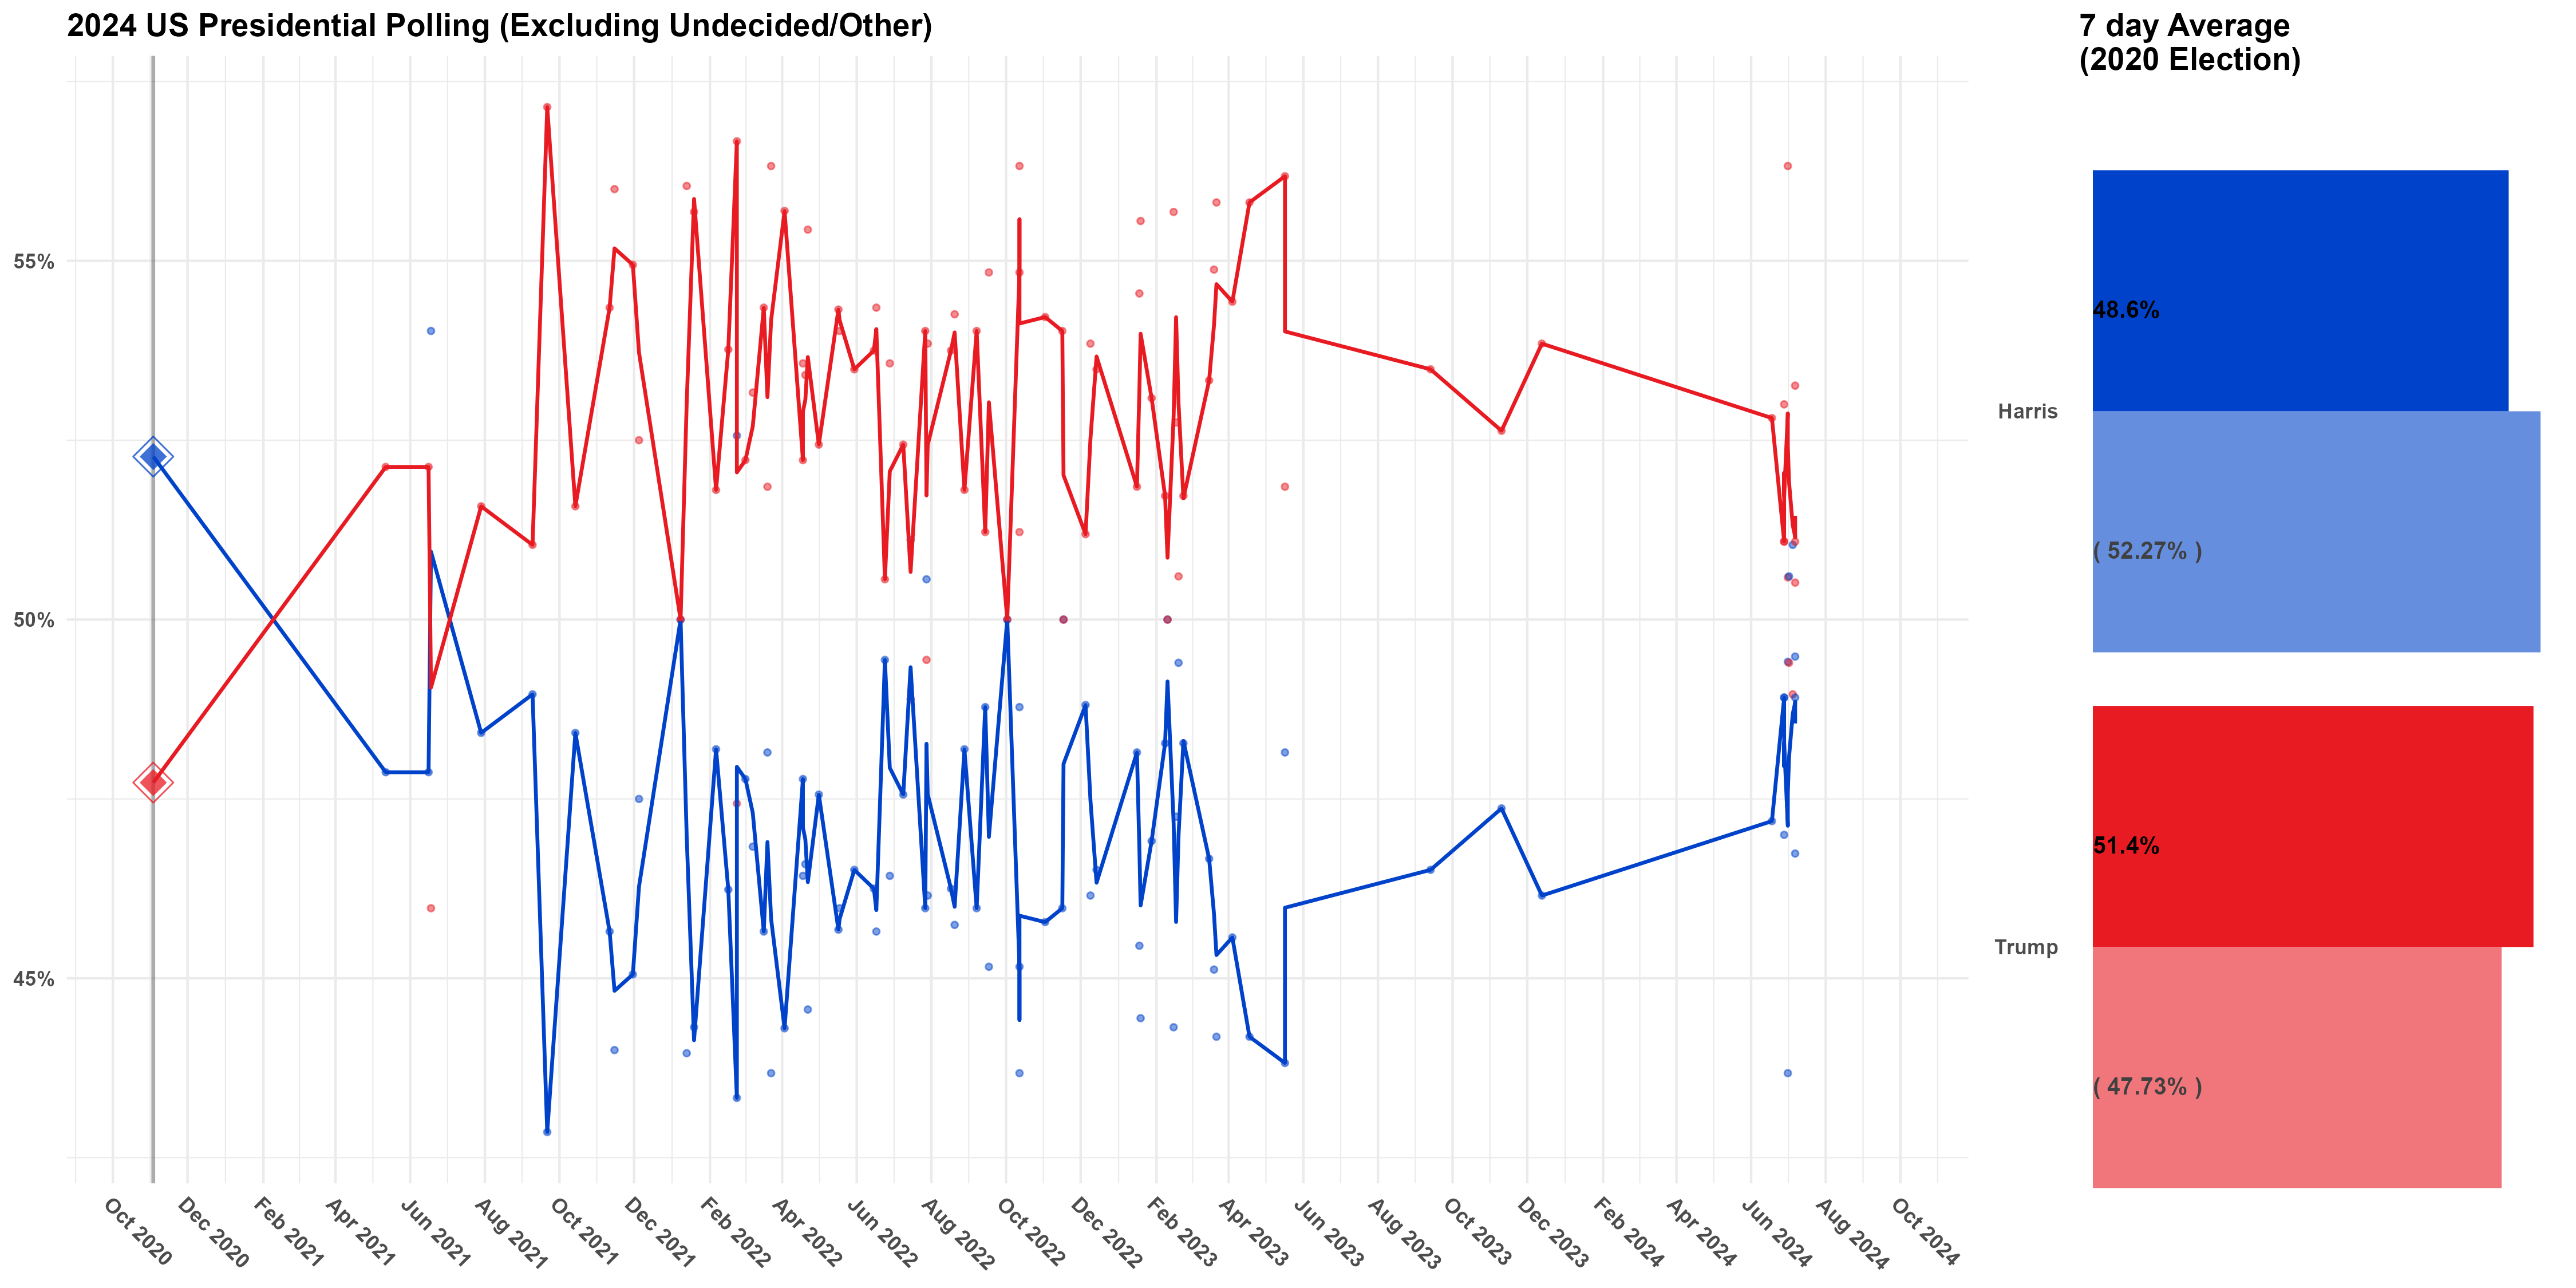 2024 US Presidential Polling (Excluding Undecided/Other)
7 day Average
(2020 Election)
55%
50%
45%
Oct 2020
Dec 2020
Feb 2021
Apr 2021
Jun 2021
Aug 2021
Oct 2021
Dec 2021
Feb 2022
Apr 2022
Jun 2022
Aug 2022
Oct 2022
Dec 2022
Feb 2023
Apr 2023
Jun 2023
Aug 2023
Oct 2023
Dec 2023
Feb 2024
Apr 2024
Jun 2024
Aug 2024
Oct 2024
Harris
48.6%
( 52.27% )
Trump
51.4%
( 47.73% )